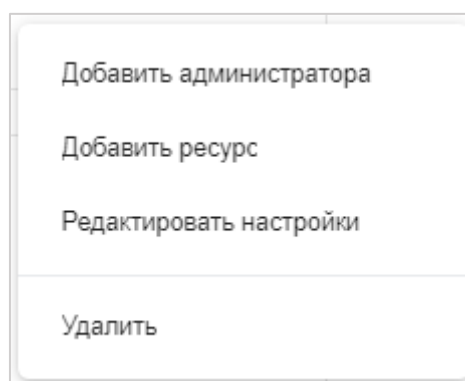 Добавить администратора
Добавить ресурс
Редактировать настройки
Удалить